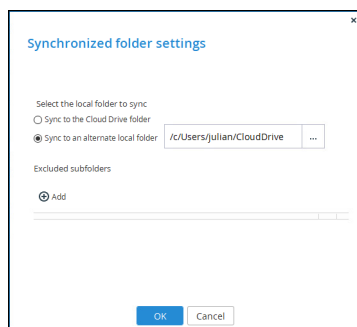 ×
Synchronized folder settings
Select the local folder to sync
Sync to the Cloud Drive folder
Sync to an alternate local folder /c/Users/julian/CloudDrive ...
Excluded subfolders
Add
OK Cancel